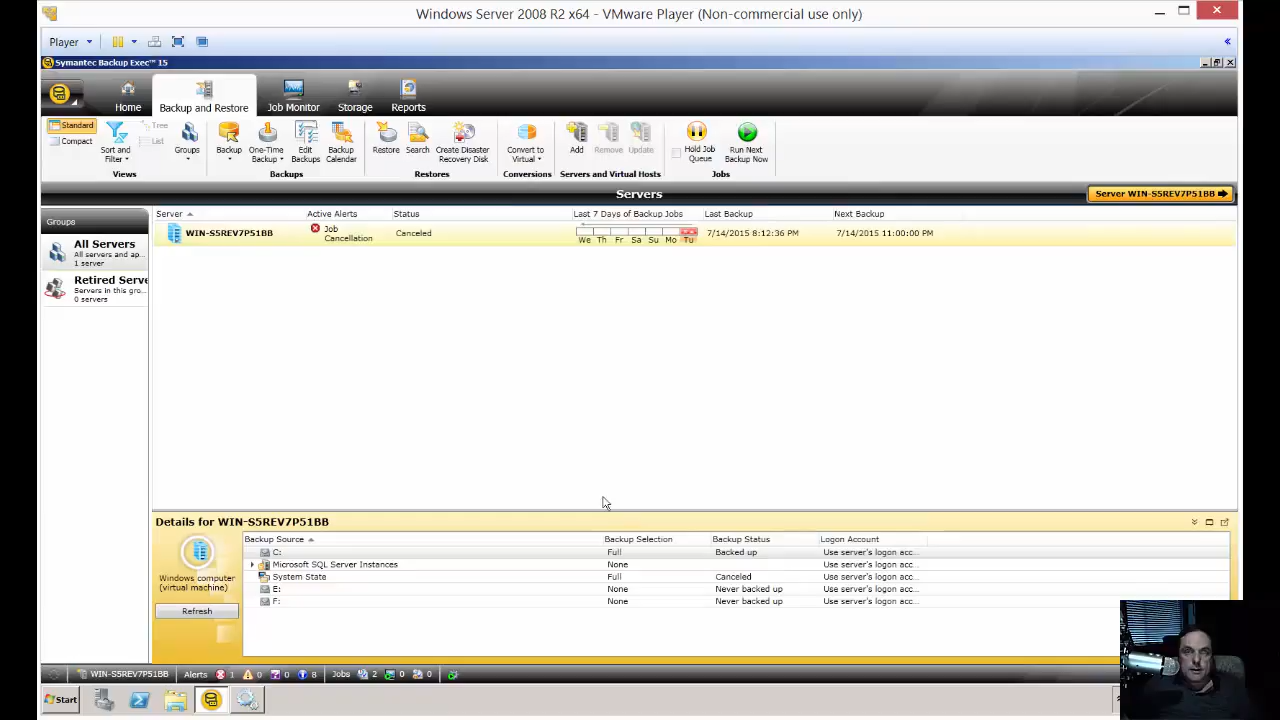 Windows Server 2008 R2 x64 - VMware Player (Non-commercial use only)
Player
«
Symantec Backup Exec™ 15
Home
Backup and Restore
Job Monitor
Storage
Reports
Standard
Compact
Sort and
Filter
Tree
List
Groups
Views
Backup
One-Time
Backup
Edit
Backups
Backup
Calendar
Backups
Restore
Search
Create Disaster
Recovery Disk
Restores
Convert to
Virtual
Conversions
Add
Remove
Update
Servers and Virtual Hosts
Hold Job
Queue
Run Next
Backup Now
Jobs
Servers
Server WIN-S5REV7P51BB
Groups
All Servers
All servers and ap...
1 server
Retired Serve
Servers in this gro...
0 servers
Server Active Alerts Status Last 7 Days of Backup Jobs Last Backup Next Backup
WIN-S5REV7P51BB Job Cancellation Canceled 7/14/2015 8:12:36 PM 7/14/2015 11:00:00 PM
We Th Fr Sa Su Mo Tu
Details for WIN-S5REV7P51BB
Windows computer
(virtual machine)
Refresh
Backup Source Backup Selection Backup Status Logon Account
C: Full Backed up Use server's logon acc...
Microsoft SQL Server Instances None Use server's logon acc...
System State Full Canceled Use server's logon acc...
E: None Never backed up Use server's logon acc...
F: None Never backed up Use server's logon acc...
WIN-S5REV7P51BB Alerts 1 0 0 8 Jobs 2 0 0
Start